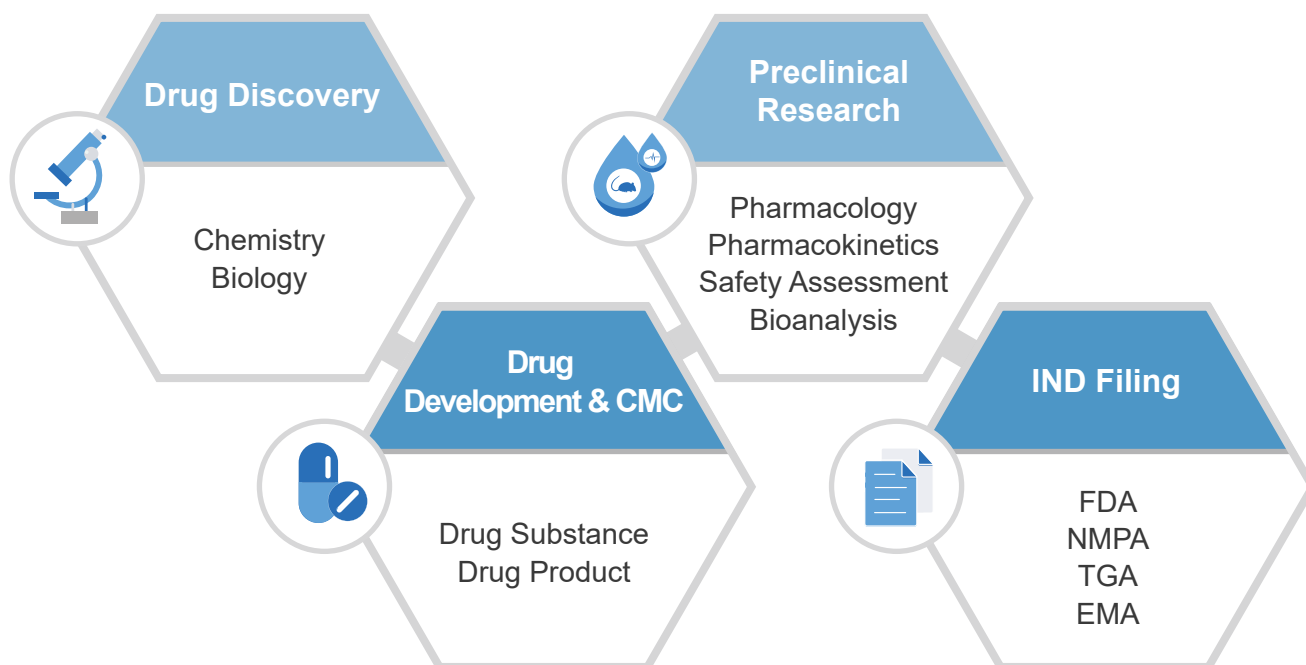 Drug Discovery
Chemistry
Biology
Drug
Development & CMC
Drug Substance
Drug Product
Preclinical
Research
Pharmacology
Pharmacokinetics
Safety Assessment
Bioanalysis
IND Filing
FDA
NMPA
TGA
EMA